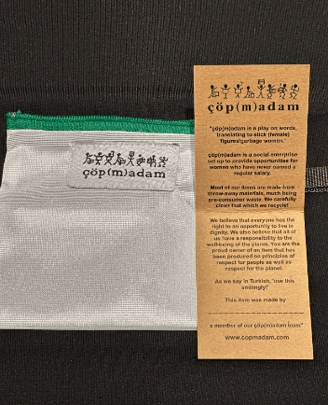 çöp(m)adam
çöp(m)adam
"çöp(m)adam is a play on words,
translating to stick (female)
figures/garbage women."
çöp(m)adam is a social enterprise
set up to provide opportunities for
women who have never owned a
regular salary.
Most of our items are made from
throw-away materials, much being
pre-consumer waste. We carefully
clean that which we recycle!
We believe that everyone has the
right to an opportunity to live in
dignity. We also believe that all of
us have a responsibility to the
well-being of the planet. You are the
proud owner of an item that has
been produced on principles of
respect for people as well as
respect for the planet.
As we say in Turkish, "use this
smilingly!"
This item was made by
a member of our çöp(m)adam team."
www.copmadam.com